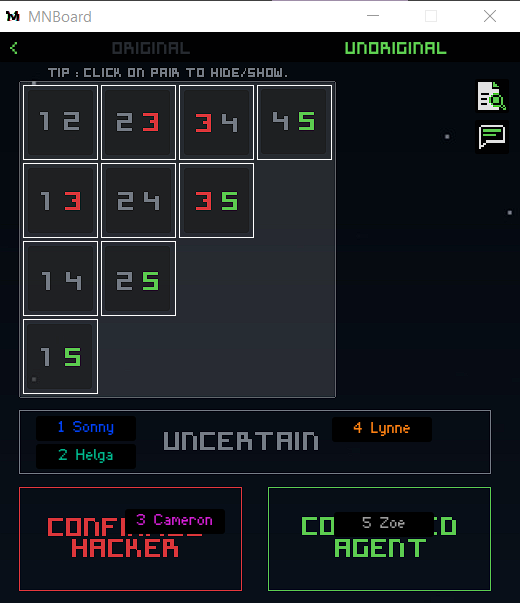 MNBoard
ORIGINAL UNORIGINAL
TIP : CLICK ON PAIR TO HIDE/SHOW.
1 2 2 3 3 4 4 5
1 3 2 4 3 5
1 4 2 5
1 5
1 Sonny
2 Helga
UNCERTAIN
4 Lynne
3 Cameron
HACKER
5 Zoe
AGENT